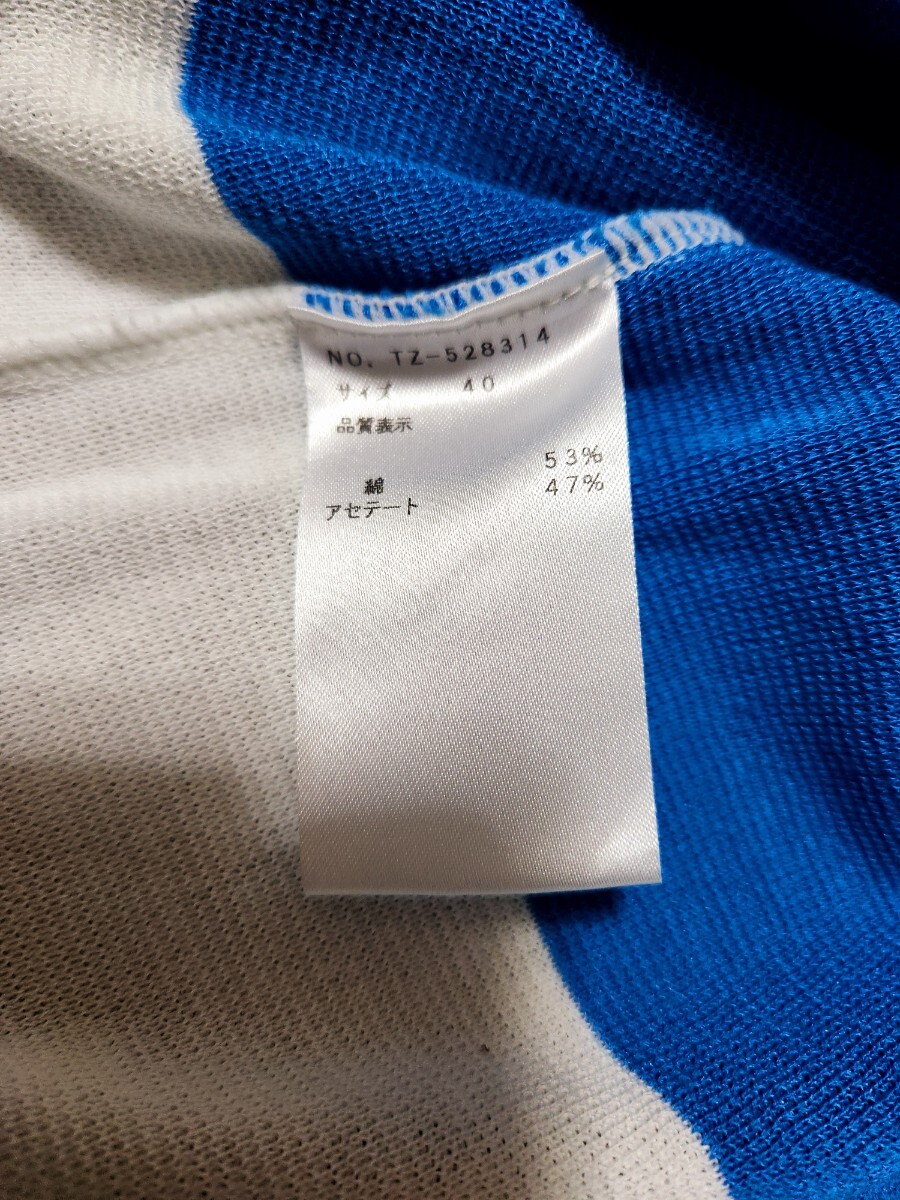 NO. TZ-528314
サイズ 40
品質表示
綿 53%
アセテート 47%